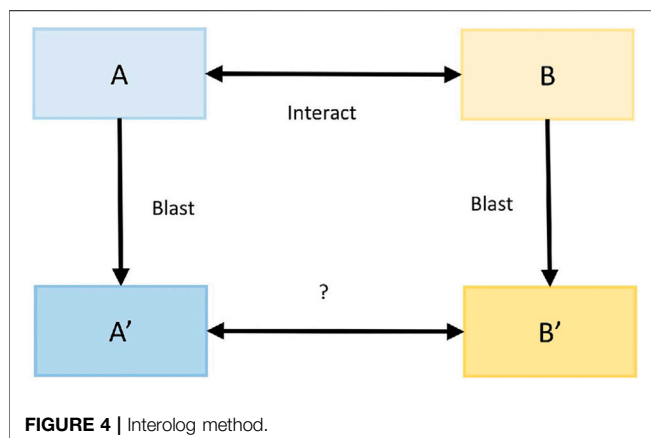 A
B
Interact
Blast
Blast
?
A’
B’
FIGURE 4 | Interolog method.